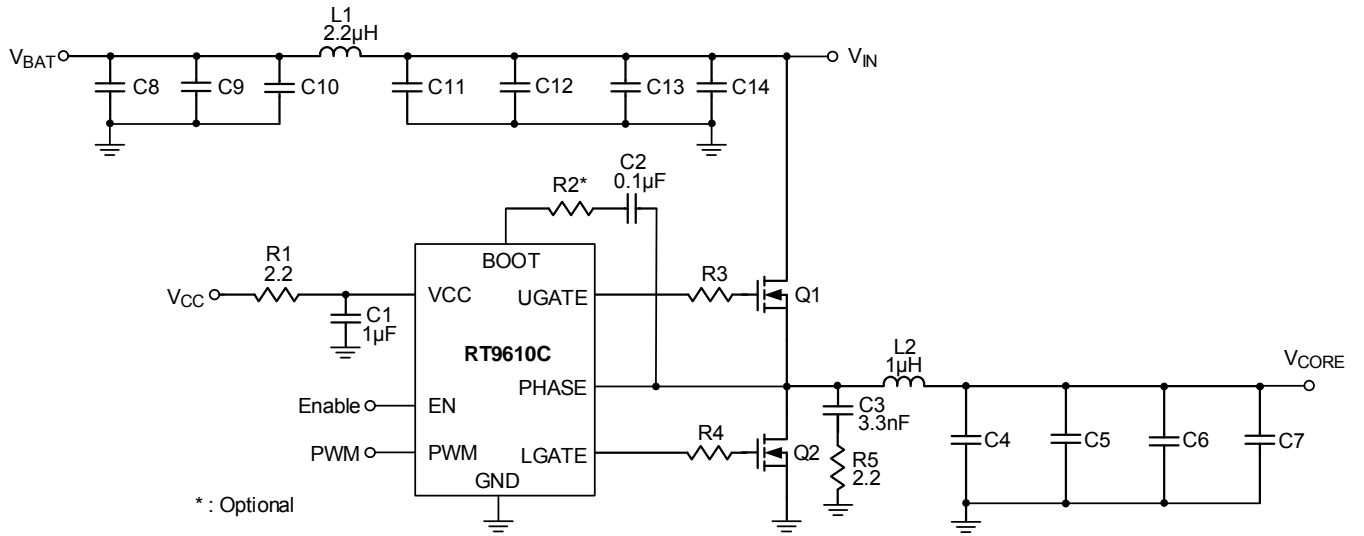 L1
2.2µH
VBAT
VIN
C8
C9
C10
C11
C12
C13
C14
C2
0.1µF
R2*
BOOT
R1
2.2
VCC
VCC
C1
1µF
UGATE
R3
Q1
RT9610C
L2
1µH
VCORE
PHASE
C3
3.3nF
Enable
EN
C4
C5
C6
C7
PWM
PWM
R4
LGATE
Q2
R5
2.2
GND
* : Optional